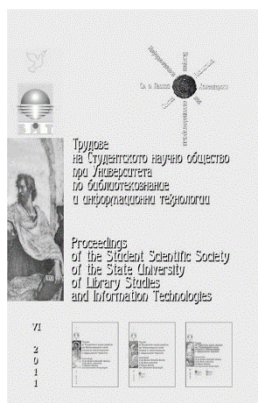 Трудове
на Студентското научно общество
при Университета
по библиотекознание
и информационни технологии
Proceedings
of the Student Scientific Society
of the State University
of Library Studies
and Information Technologies
VI
2
0
1
1